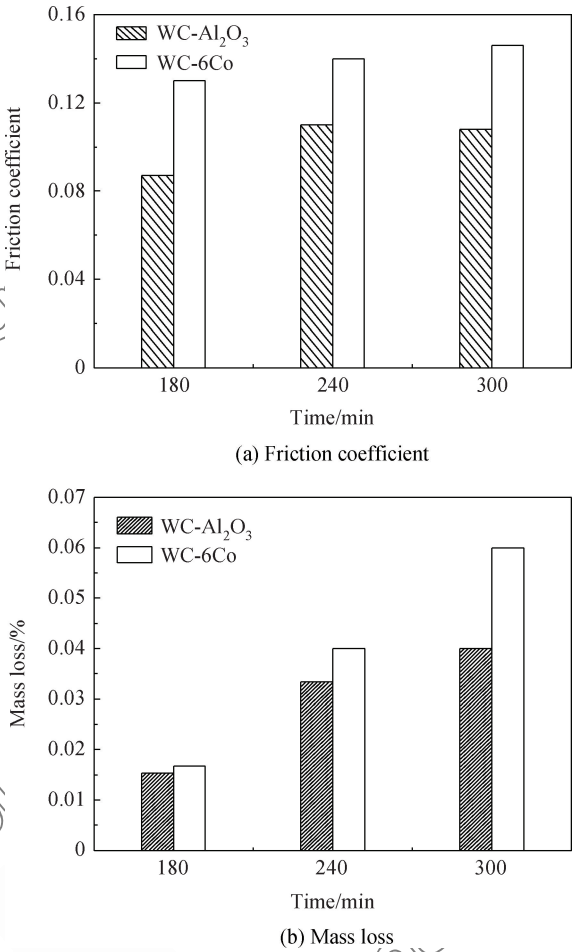 0.16
WC-Al₂O₃
WC-6Co
0.12
0.08
0.04
0
Friction coefficient
180 240 300
Time/min
(a) Friction coefficient
0.07
WC-Al₂O₃
0.06
WC-6Co
0.05
0.04
0.03
0.02
0.01
0
Mass loss/%
180 240 300
Time/min
(b) Mass loss